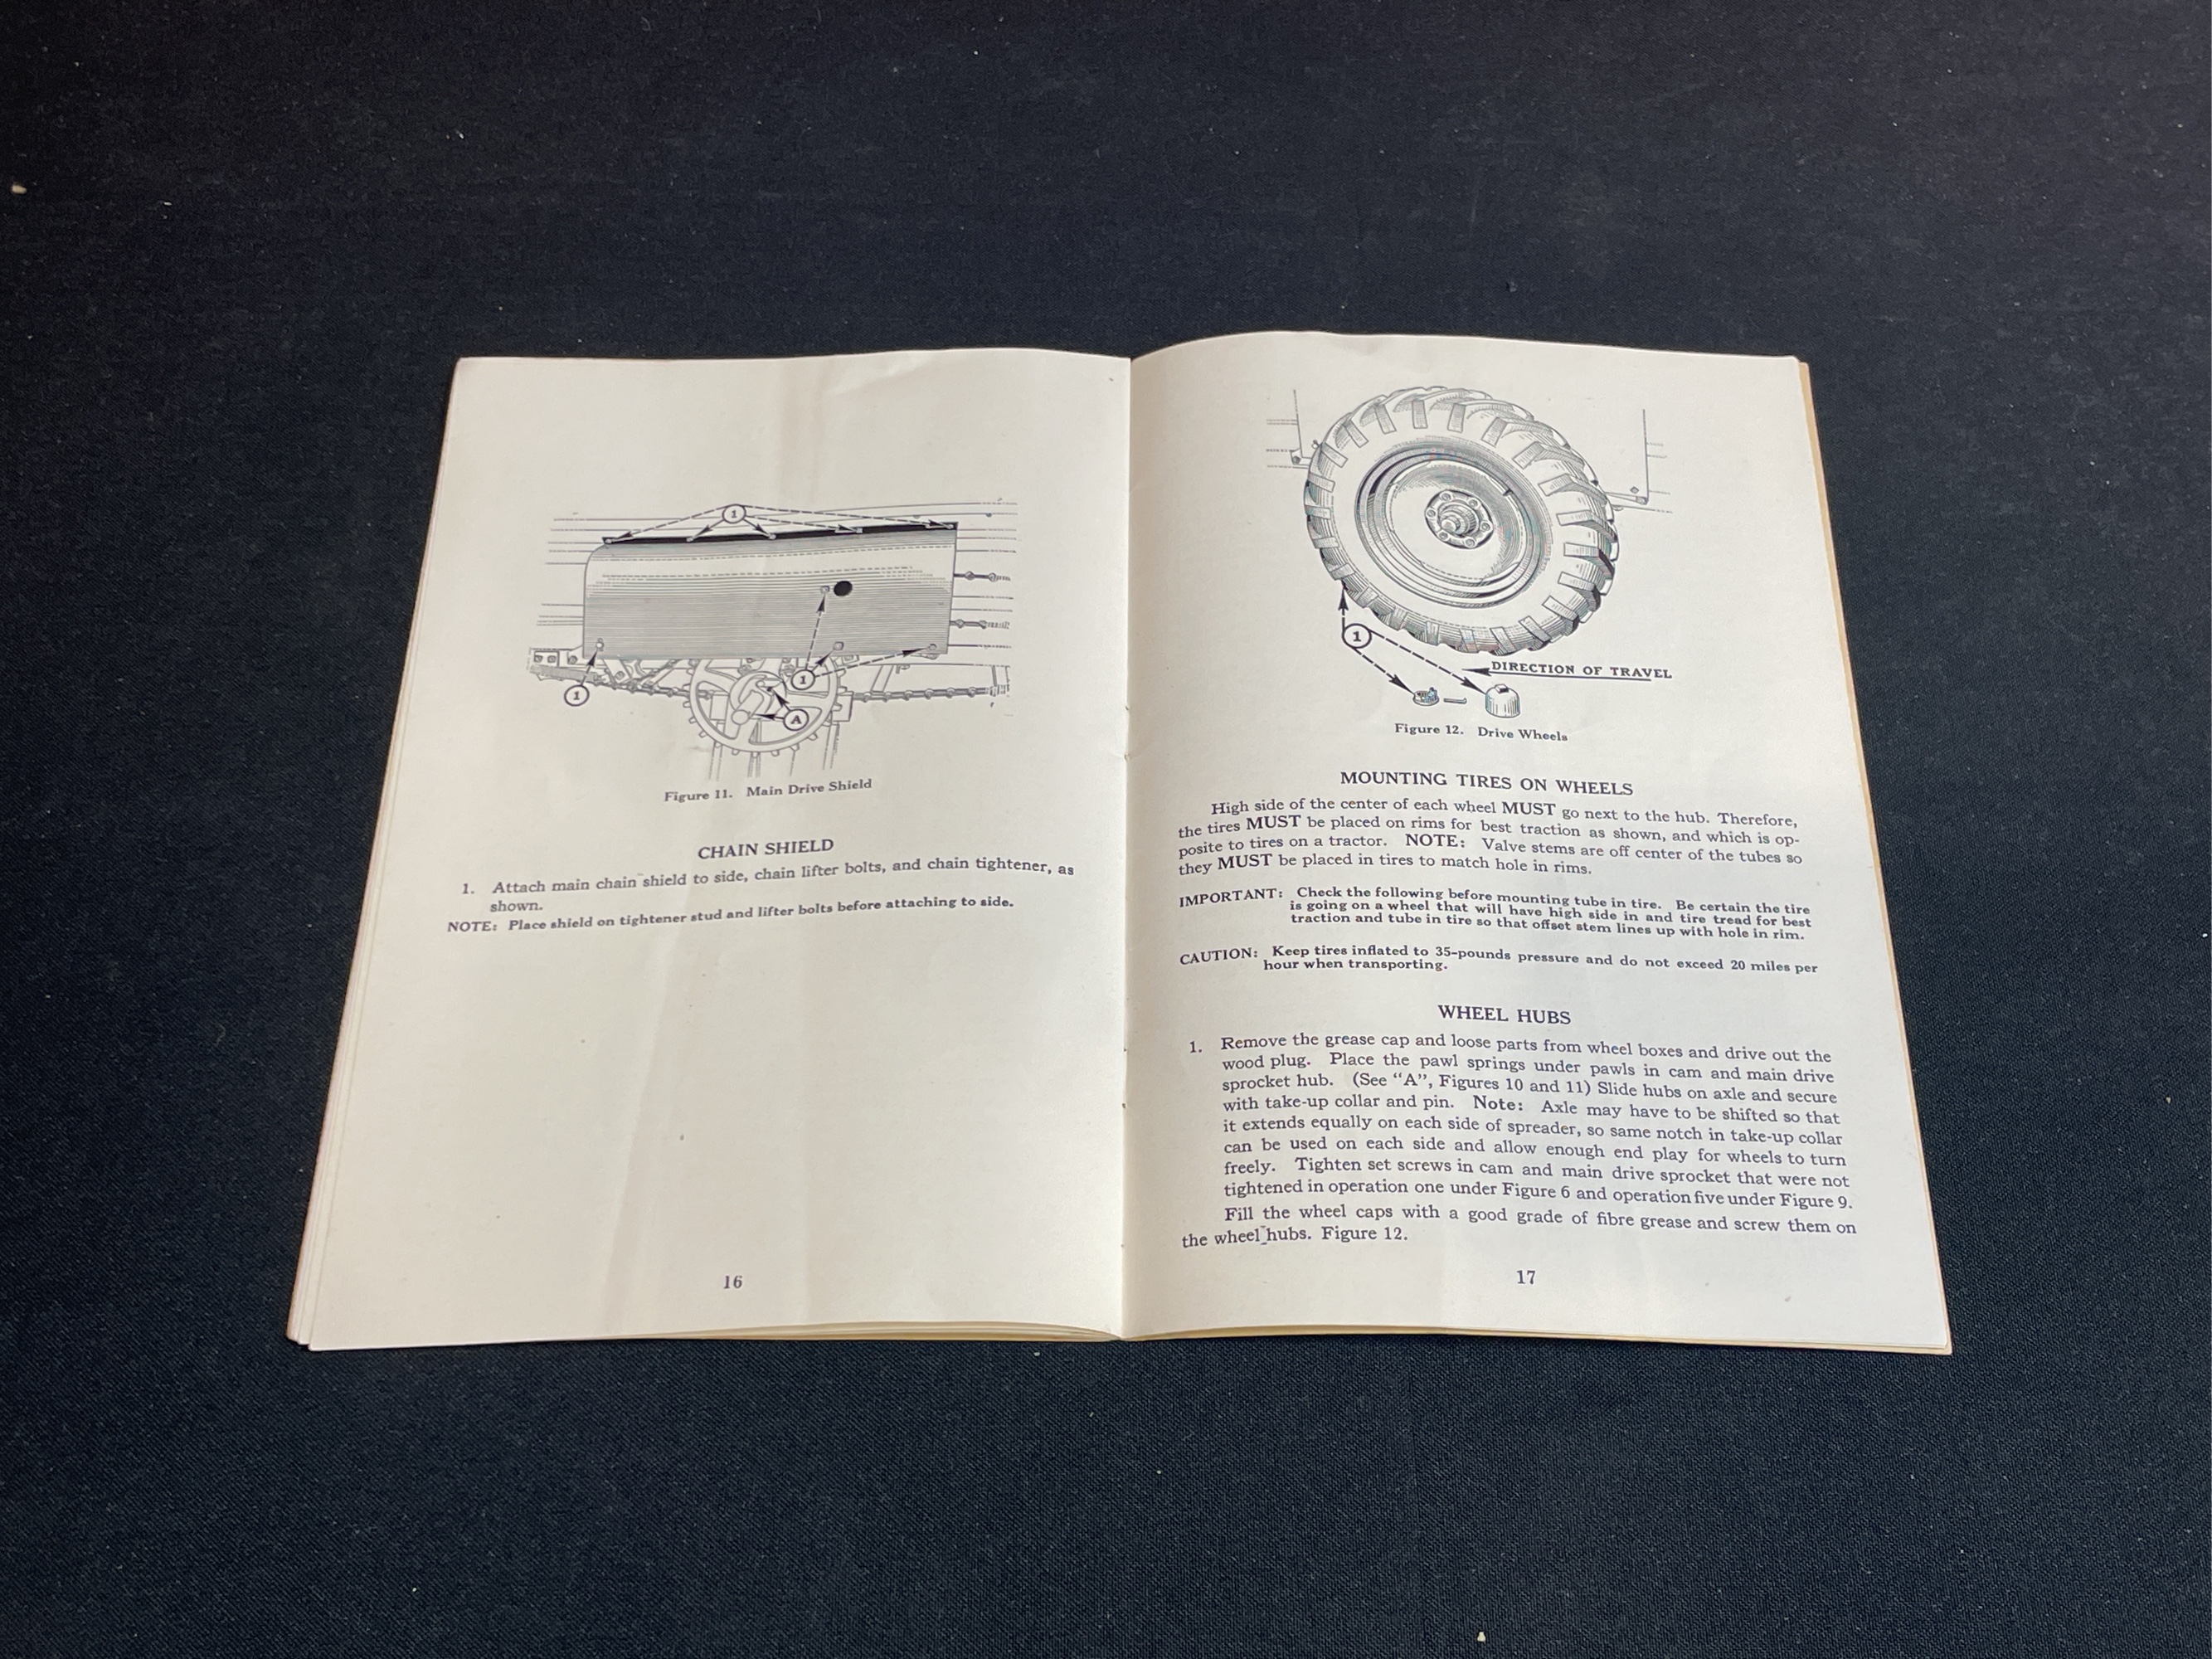 1
1
1
A
Figure 11. Main Drive Shield
CHAIN SHIELD
1. Attach main chain shield to side, chain lifter bolts, and chain tightener, as
shown.
NOTE: Place shield on tightener stud and lifter bolts before attaching to side.
16
1
DIRECTION OF TRAVEL
Figure 12. Drive Wheels
MOUNTING TIRES ON WHEELS
High side of the center of each wheel MUST go next to the hub. Therefore,
the tires MUST be placed on rims for best traction as shown, and which is op-
posite to tires on a tractor. NOTE: Valve stems are off center of the tubes so
they MUST be placed in tires to match hole in rims.
IMPORTANT: Check the following before mounting tube in tire. Be certain the tire
is going on a wheel that will have high side in and tire tread for best
traction and tube in tire so that offset stem lines up with hole in rim.
CAUTION: Keep tires inflated to 35-pounds pressure and do not exceed 20 miles per
hour when transporting.
WHEEL HUBS
1. Remove the grease cap and loose parts from wheel boxes and drive out the
wood plug. Place the pawl springs under pawls in cam and main drive
sprocket hub. (See "A", Figures 10 and 11) Slide hubs on axle and secure
with take-up collar and pin. Note: Axle may have to be shifted so that
it extends equally on each side of spreader, so same notch in take-up collar
can be used on each side and allow enough end play for wheels to turn
freely. Tighten set screws in cam and main drive sprocket that were not
tightened in operation one under Figure 6 and operation five under Figure 9.
Fill the wheel caps with a good grade of fibre grease and screw them on
the wheel hubs. Figure 12.
17